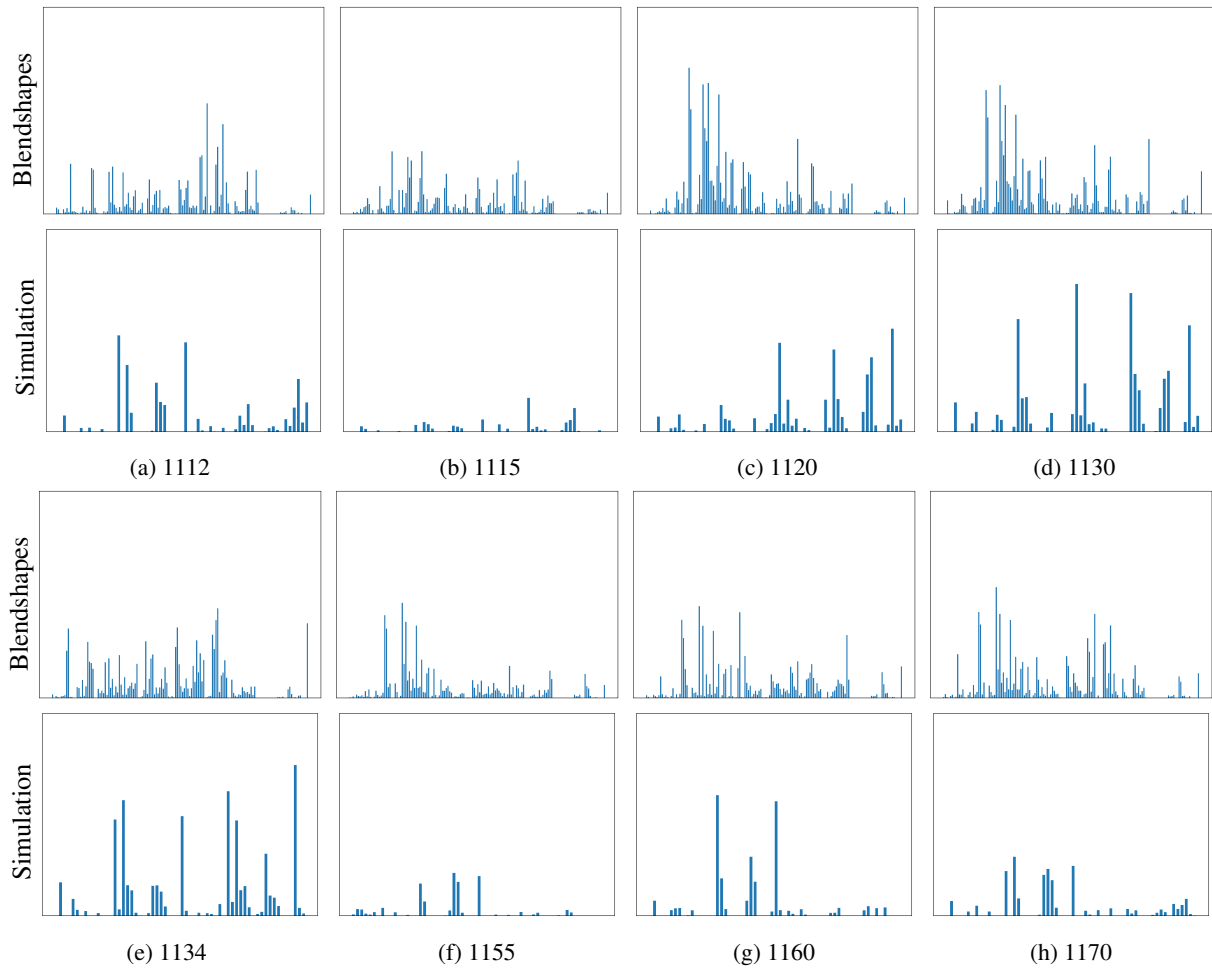 Blendshapes
Simulation
(a) 1112
(b) 1115
(c) 1120
(d) 1130
Blendshapes
Simulation
(e) 1134
(f) 1155
(g) 1160
(h) 1170